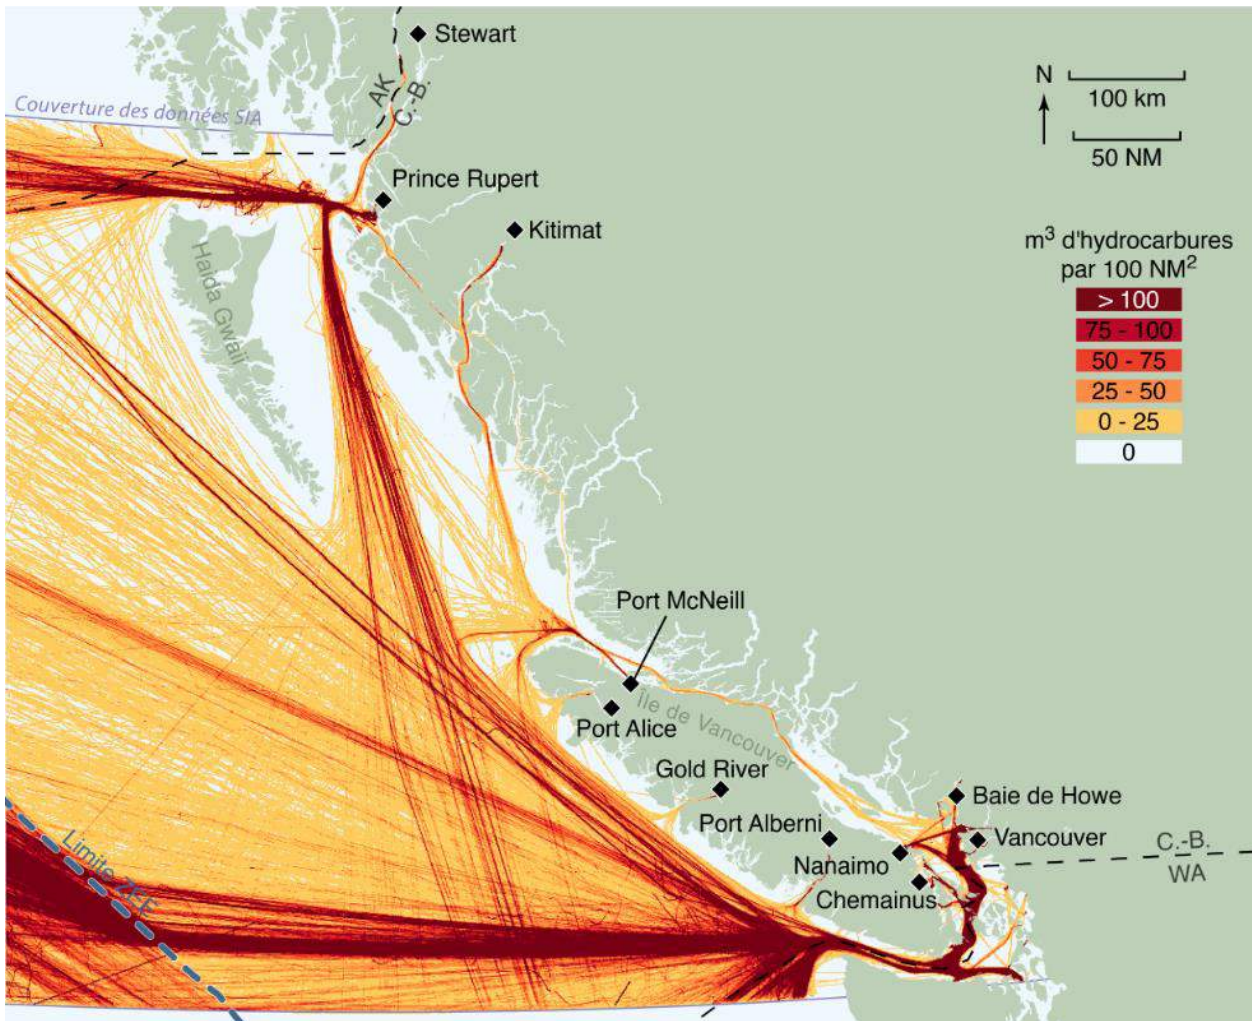 Stewart
AK
C.-B.
Couverture des données SIA
Prince Rupert
Kitimat
Haida Gwaii
N
100 km
50 NM
m³ d'hydrocarbures
par 100 NM²
> 100
75 - 100
50 - 75
25 - 50
0 - 25
0
Port McNeill
Île de Vancouver
Port Alice
Gold River
Baie de Howe
Port Alberni
Vancouver
Nanaimo
C.-B.
WA
Chemainus
Limite ZEE